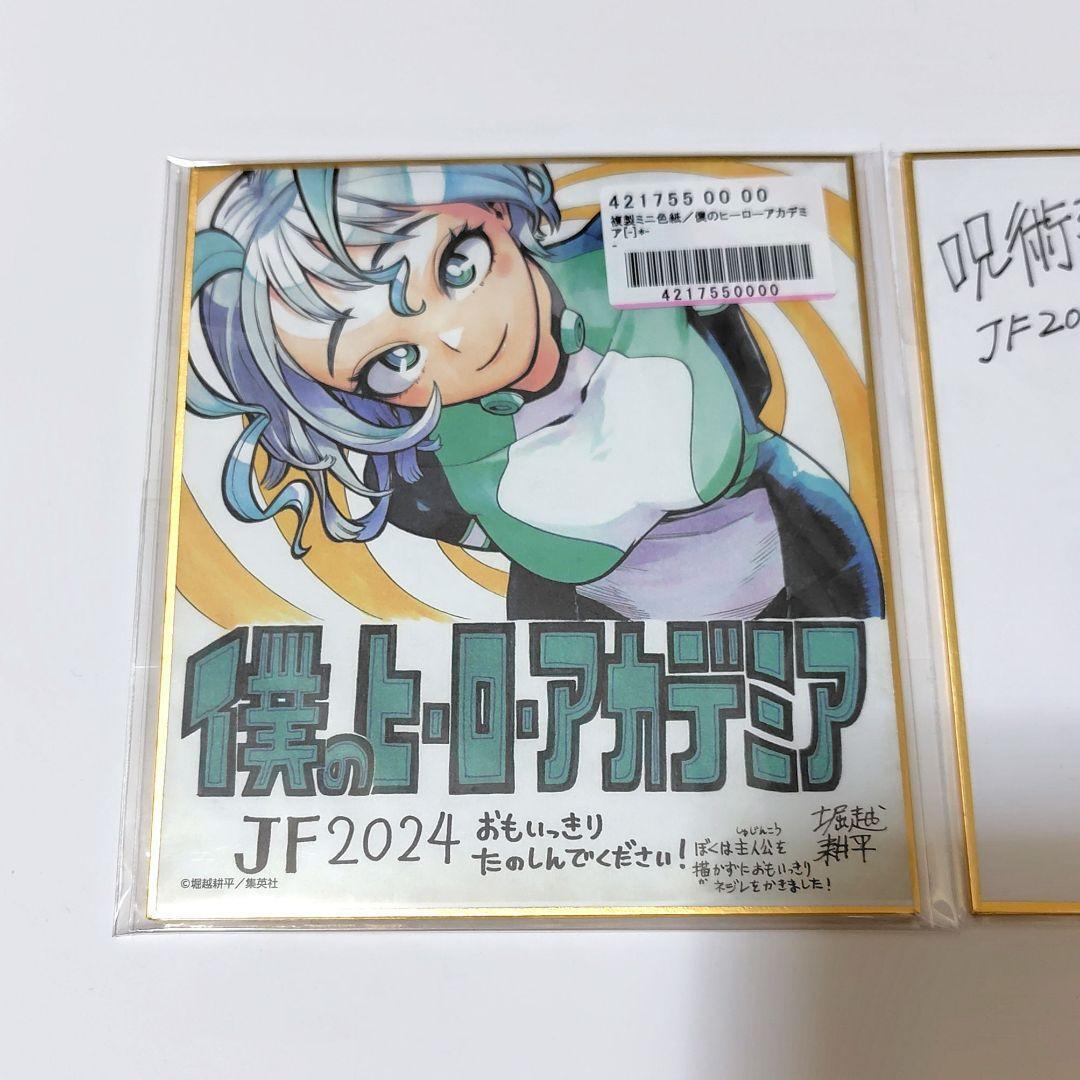 421755 00 00
複製ミニ色紙／僕のヒーローアカデミ
ア[-]*-
-
4217550000
僕のヒーローアカデミア
JF2024
おもいっきり
たのしんでください！
しゅじんこう
ぼくは主人公を
描かずにおもいっきり
が
ネジレをかきました！
堀越
耕平
©堀越耕平／集英社
呪術
JF20